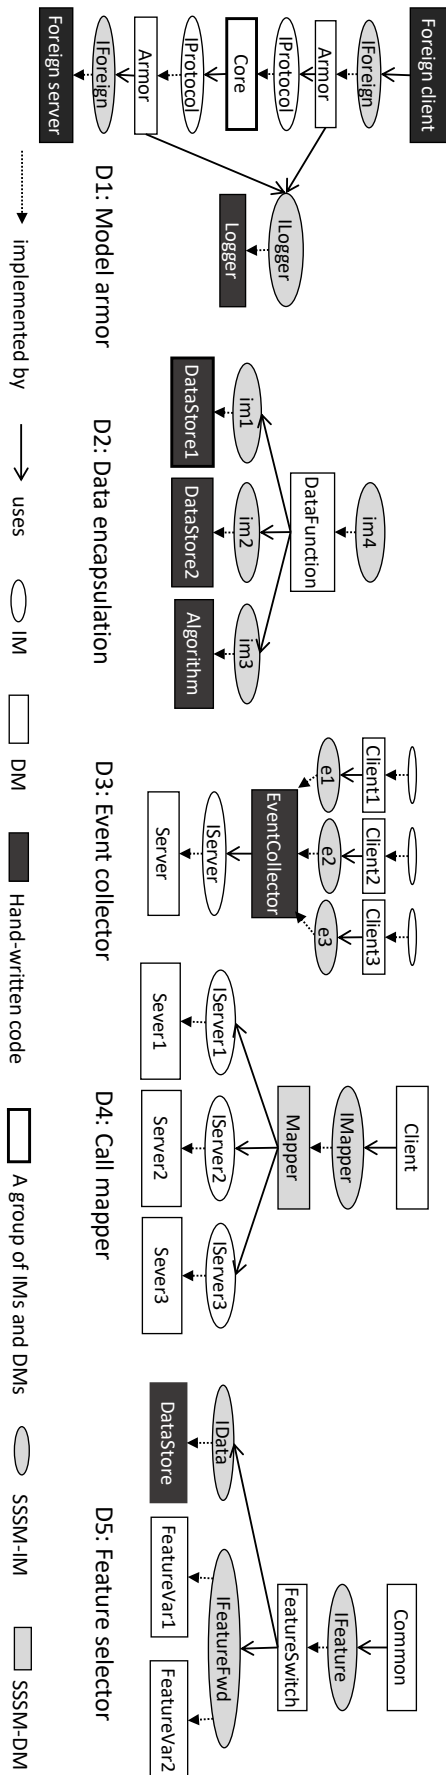 Foreign client
IForeign
Armor
IProtocol
Core
IProtocol
Armor
IForeign
Foreign server
ILogger
Logger
D1: Model armor
im4
DataFunction
im1
im2
im3
DataStore1
DataStore2
Algorithm
D2: Data encapsulation
Client1
Client2
Client3
e1
e2
e3
EventCollector
IServer
Server
D3: Event collector
Client
IMapper
Mapper
IServer1
IServer2
IServer3
Sever1
Server2
Sever3
D4: Call mapper
Common
IFeature
FeatureSwitch
IData
IFeatureFwd
DataStore
FeatureVar1
FeatureVar2
D5: Feature selector
implemented by
uses
IM
DM
Hand-written code
A group of IMs and DMs
SSSM-IM
SSSM-DM